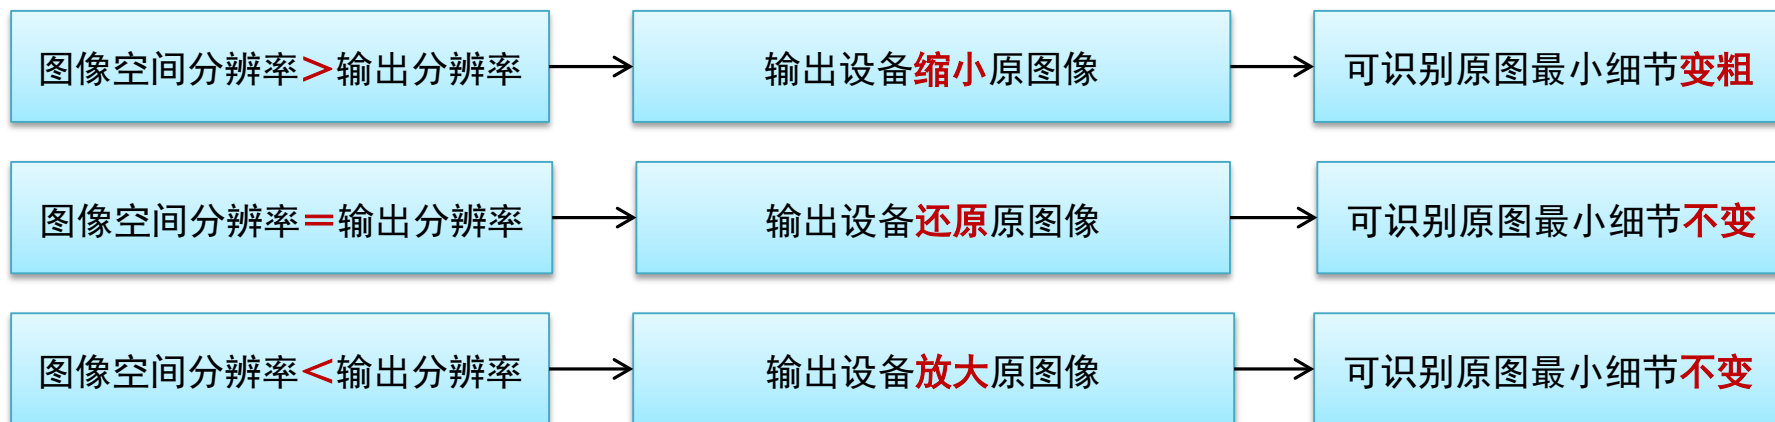 图像空间分辨率>输出分辨率 输出设备缩小原图像 可识别原图最小细节变粗
图像空间分辨率=输出分辨率 输出设备还原原图像 可识别原图最小细节不变
图像空间分辨率<输出分辨率 输出设备放大原图像 可识别原图最小细节不变